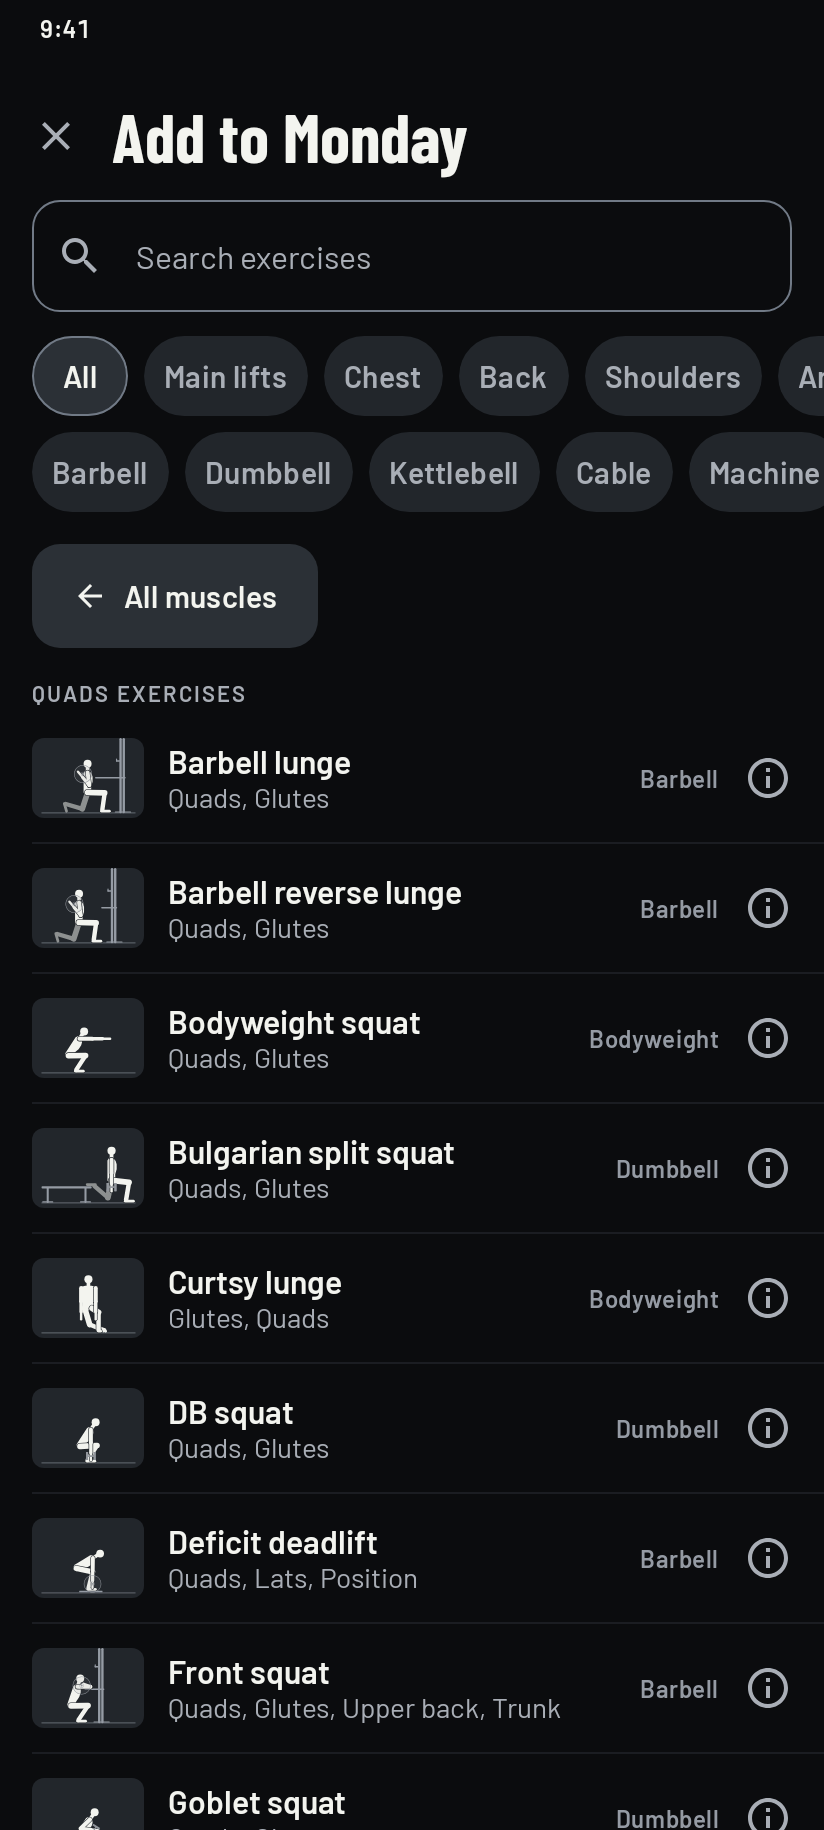 9:41
Add to Monday
Search exercises
All Main lifts Chest Back Shoulders
Barbell Dumbbell Kettlebell Cable Machine
All muscles
QUADS EXERCISES
Barbell lunge
Quads, Glutes
Barbell
Barbell reverse lunge
Quads, Glutes
Barbell
Bodyweight squat
Quads, Glutes
Bodyweight
Bulgarian split squat
Quads, Glutes
Dumbbell
Curtsy lunge
Glutes, Quads
Bodyweight
DB squat
Quads, Glutes
Dumbbell
Deficit deadlift
Quads, Lats, Position
Barbell
Front squat
Quads, Glutes, Upper back, Trunk
Barbell
Goblet squat
Dumbbell